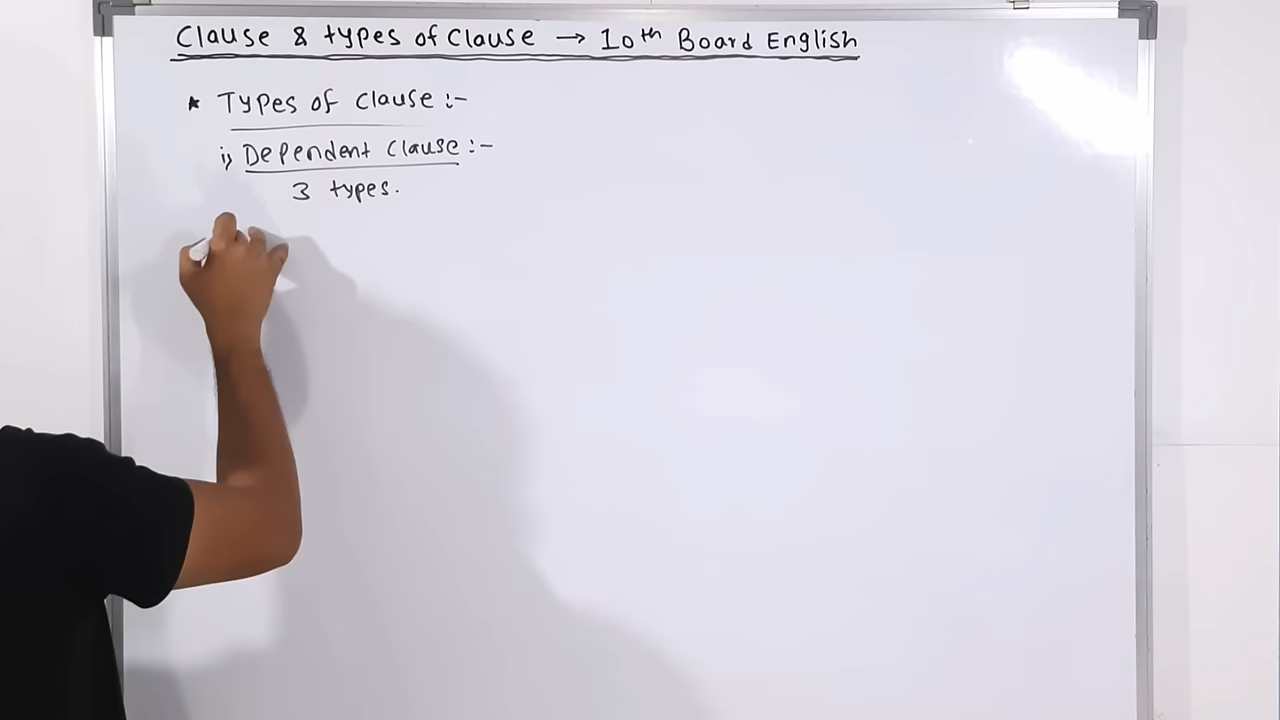 Clause & types of Clause → 10th Board English
* Types of clause :-
i) Dependent clause :-
3 types.